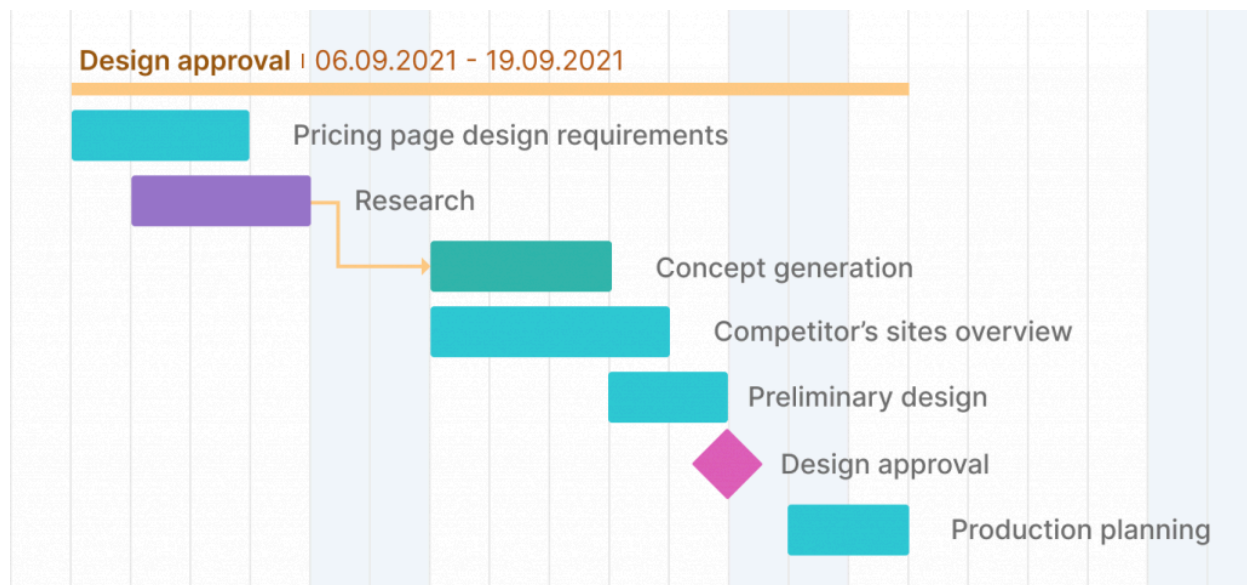 Design approval | 06.09.2021 - 19.09.2021
Pricing page design requirements
Research
Concept generation
Competitor’s sites overview
Preliminary design
Design approval
Production planning